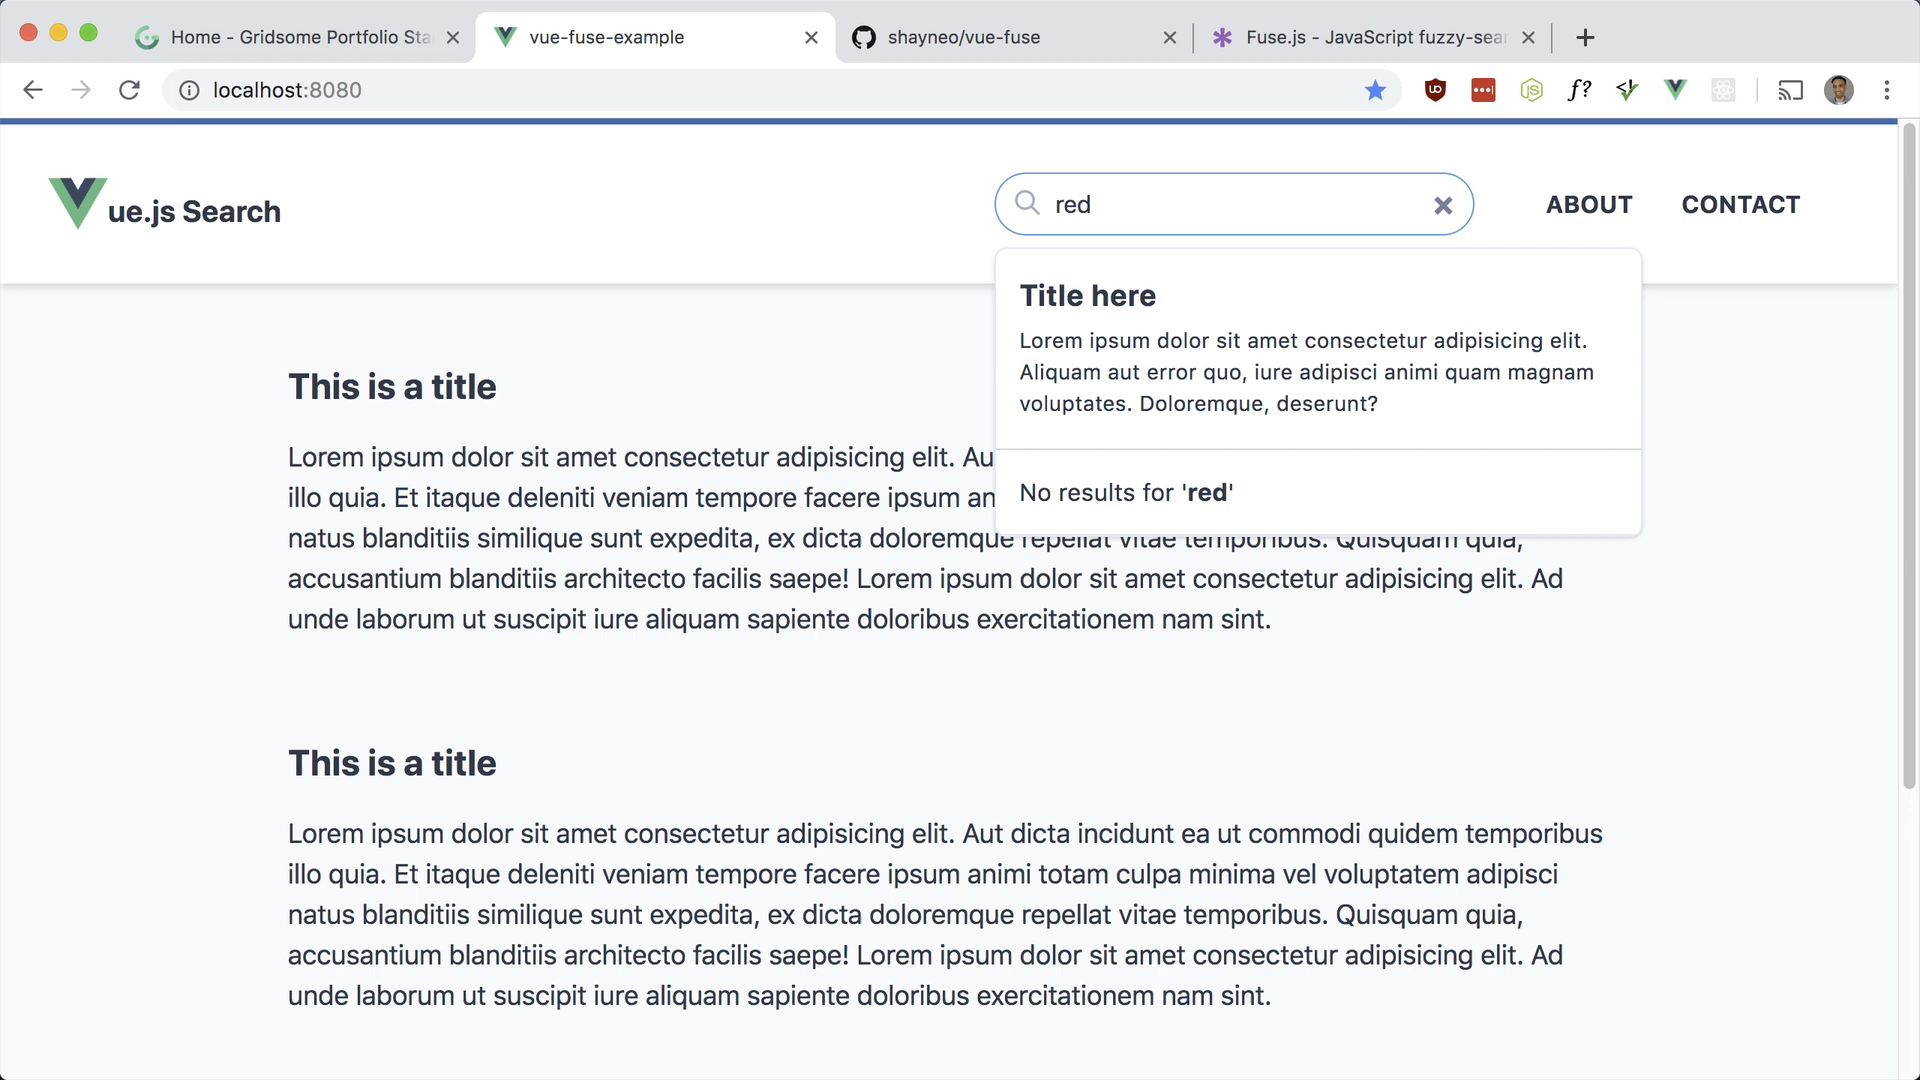 Home - Gridsome Portfolio Sta
vue-fuse-example
shayneo/vue-fuse
Fuse.js - JavaScript fuzzy-sear
localhost:8080
ue.js Search
red
ABOUT
CONTACT
Title here
Lorem ipsum dolor sit amet consectetur adipisicing elit.
Aliquam aut error quo, iure adipisci animi quam magnam
voluptates. Doloremque, deserunt?
No results for 'red'
This is a title
Lorem ipsum dolor sit amet consectetur adipisicing elit. Au
illo quia. Et itaque deleniti veniam tempore facere ipsum an
natus blanditiis similique sunt expedita, ex dicta doloremque repellat vitae temporibus. Quisquam quia,
accusantium blanditiis architecto facilis saepe! Lorem ipsum dolor sit amet consectetur adipisicing elit. Ad
unde laborum ut suscipit iure aliquam sapiente doloribus exercitationem nam sint.
This is a title
Lorem ipsum dolor sit amet consectetur adipisicing elit. Aut dicta incidunt ea ut commodi quidem temporibus
illo quia. Et itaque deleniti veniam tempore facere ipsum animi totam culpa minima vel voluptatem adipisci
natus blanditiis similique sunt expedita, ex dicta doloremque repellat vitae temporibus. Quisquam quia,
accusantium blanditiis architecto facilis saepe! Lorem ipsum dolor sit amet consectetur adipisicing elit. Ad
unde laborum ut suscipit iure aliquam sapiente doloribus exercitationem nam sint.